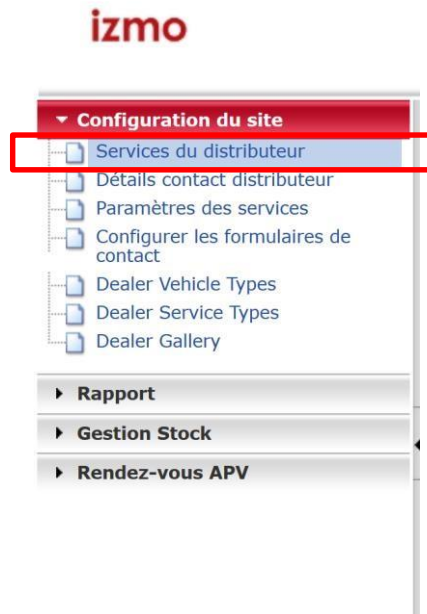 izmo
Configuration du site
Services du distributeur
Détails contact distributeur
Paramètres des services
Configurer les formulaires de
contact
Dealer Vehicle Types
Dealer Service Types
Dealer Gallery
Rapport
Gestion Stock
Rendez-vous APV